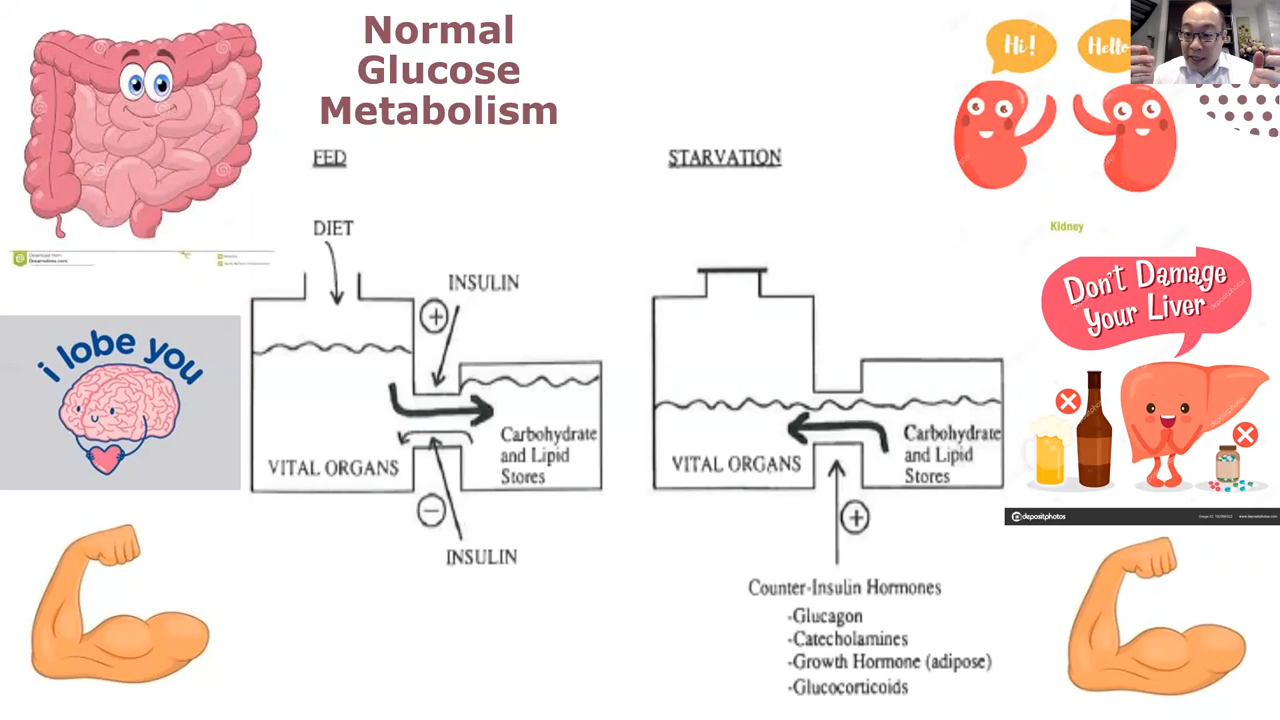 Normal
Glucose
Metabolism
Hi!
Hello
FED
STARVATION
DIET
INSULIN
+
Carbohydrate
and Lipid
Stores
VITAL ORGANS
−
INSULIN
VITAL ORGANS
Carbohydrate
and Lipid
Stores
+
Counter-Insulin Hormones
-Glucagon
-Catecholamines
-Growth Hormone (adipose)
-Glucocorticoids
i lobe you
Kidney
Don't Damage
your Liver
depositphotos